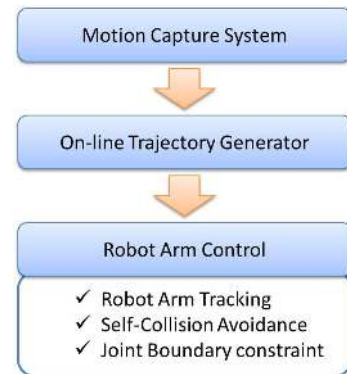 Motion Capture System
On-line Trajectory Generator
Robot Arm Control
✓ Robot Arm Tracking
✓ Self-Collision Avoidance
✓ Joint Boundary constraint